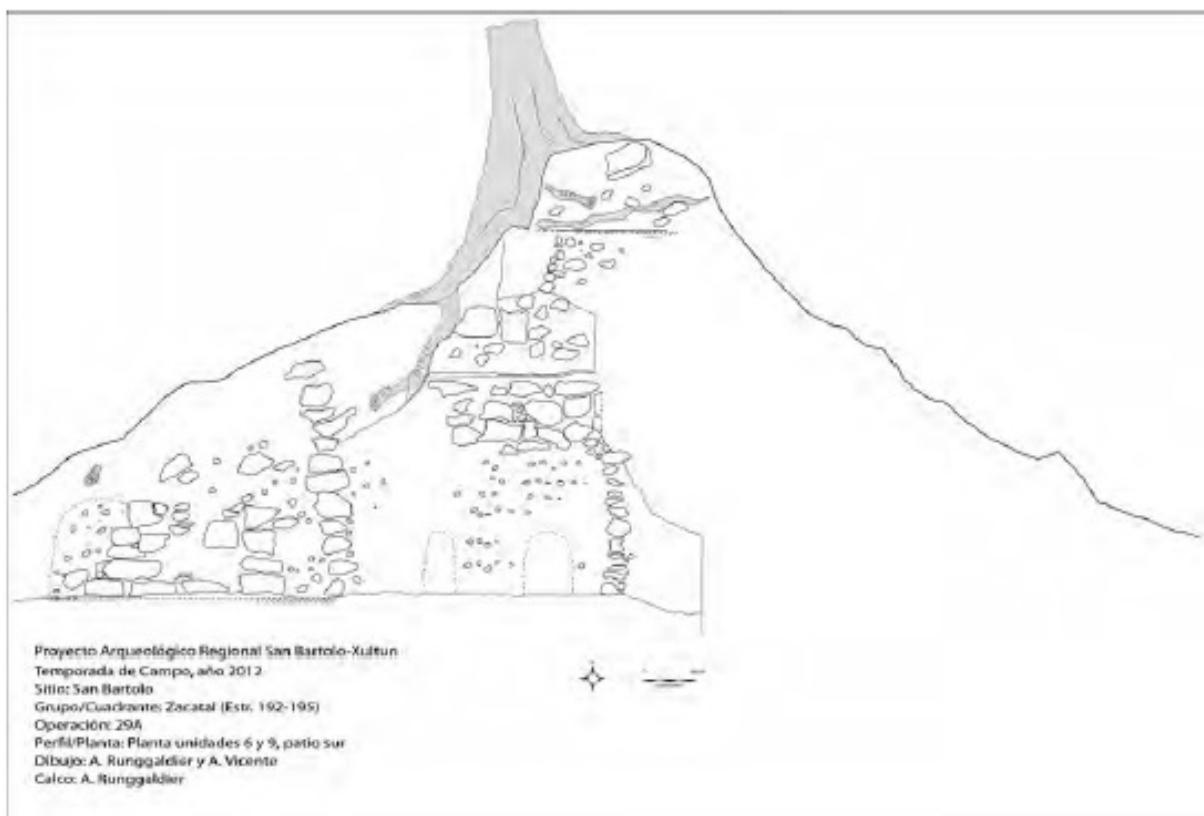 Proyecto Arqueológico Regional San Bartolo-Xultun
Temporada de Campo, año 2012
Sitio: San Bartolo
Grupo/Cuadrante: Zacatal (Estr. 192-195)
Operación: 29A
Perfil/Planta: Planta unidades 6 y 9, patio sur
Dibujo: A. Runggaldier y A. Vicente
Calco: A. Runggaldier